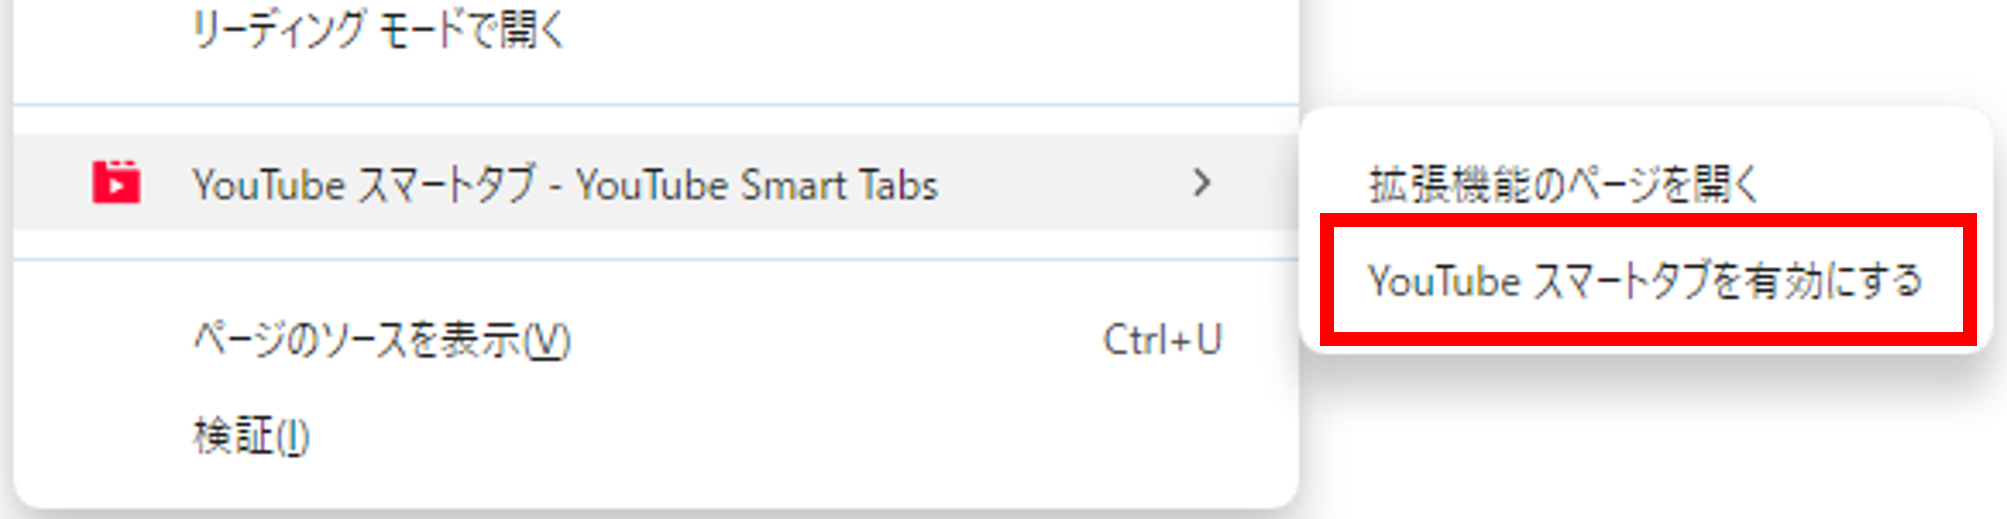 リーディング モードで開く
YouTube スマートタブ - YouTube Smart Tabs
拡張機能のページを開く
YouTube スマートタブを有効にする
ページのソースを表示(V) Ctrl+U
検証(I)